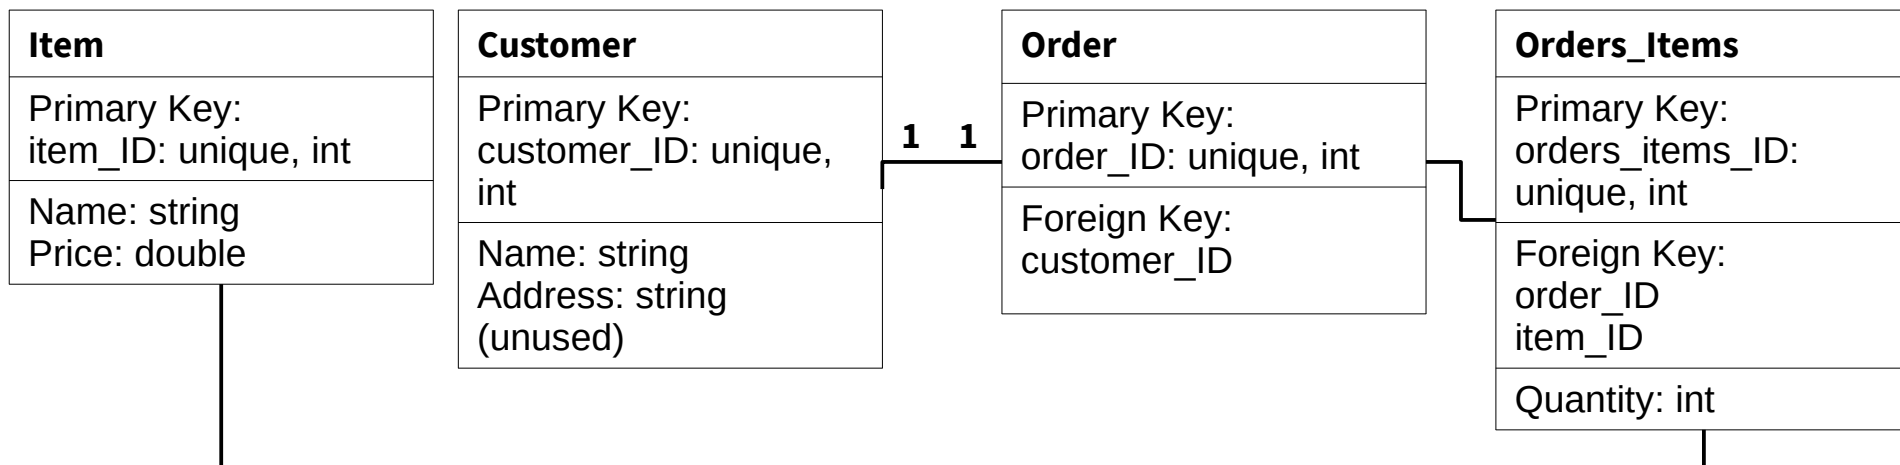 Item
Primary Key:
item_ID: unique, int
Name: string
Price: double
Customer
Primary Key:
customer_ID: unique,
int
Name: string
Address: string
(unused)
1 1
Order
Primary Key:
order_ID: unique, int
Foreign Key:
customer_ID
Orders_Items
Primary Key:
orders_items_ID:
unique, int
Foreign Key:
order_ID
item_ID
Quantity: int